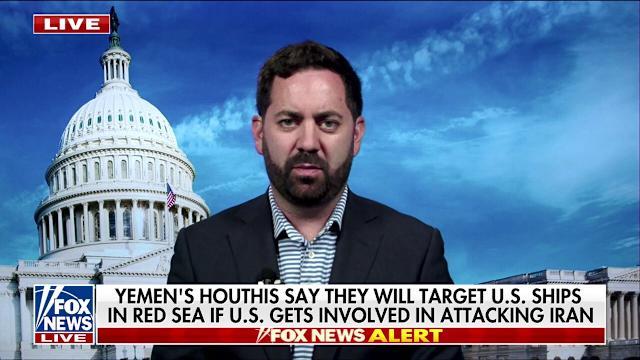 LIVE
YEMEN'S HOUTHIS SAY THEY WILL TARGET U.S. SHIPS
IN RED SEA IF U.S. GETS INVOLVED IN ATTACKING IRAN
FOX
NEWS
LIVE
FOX NEWS ALERT